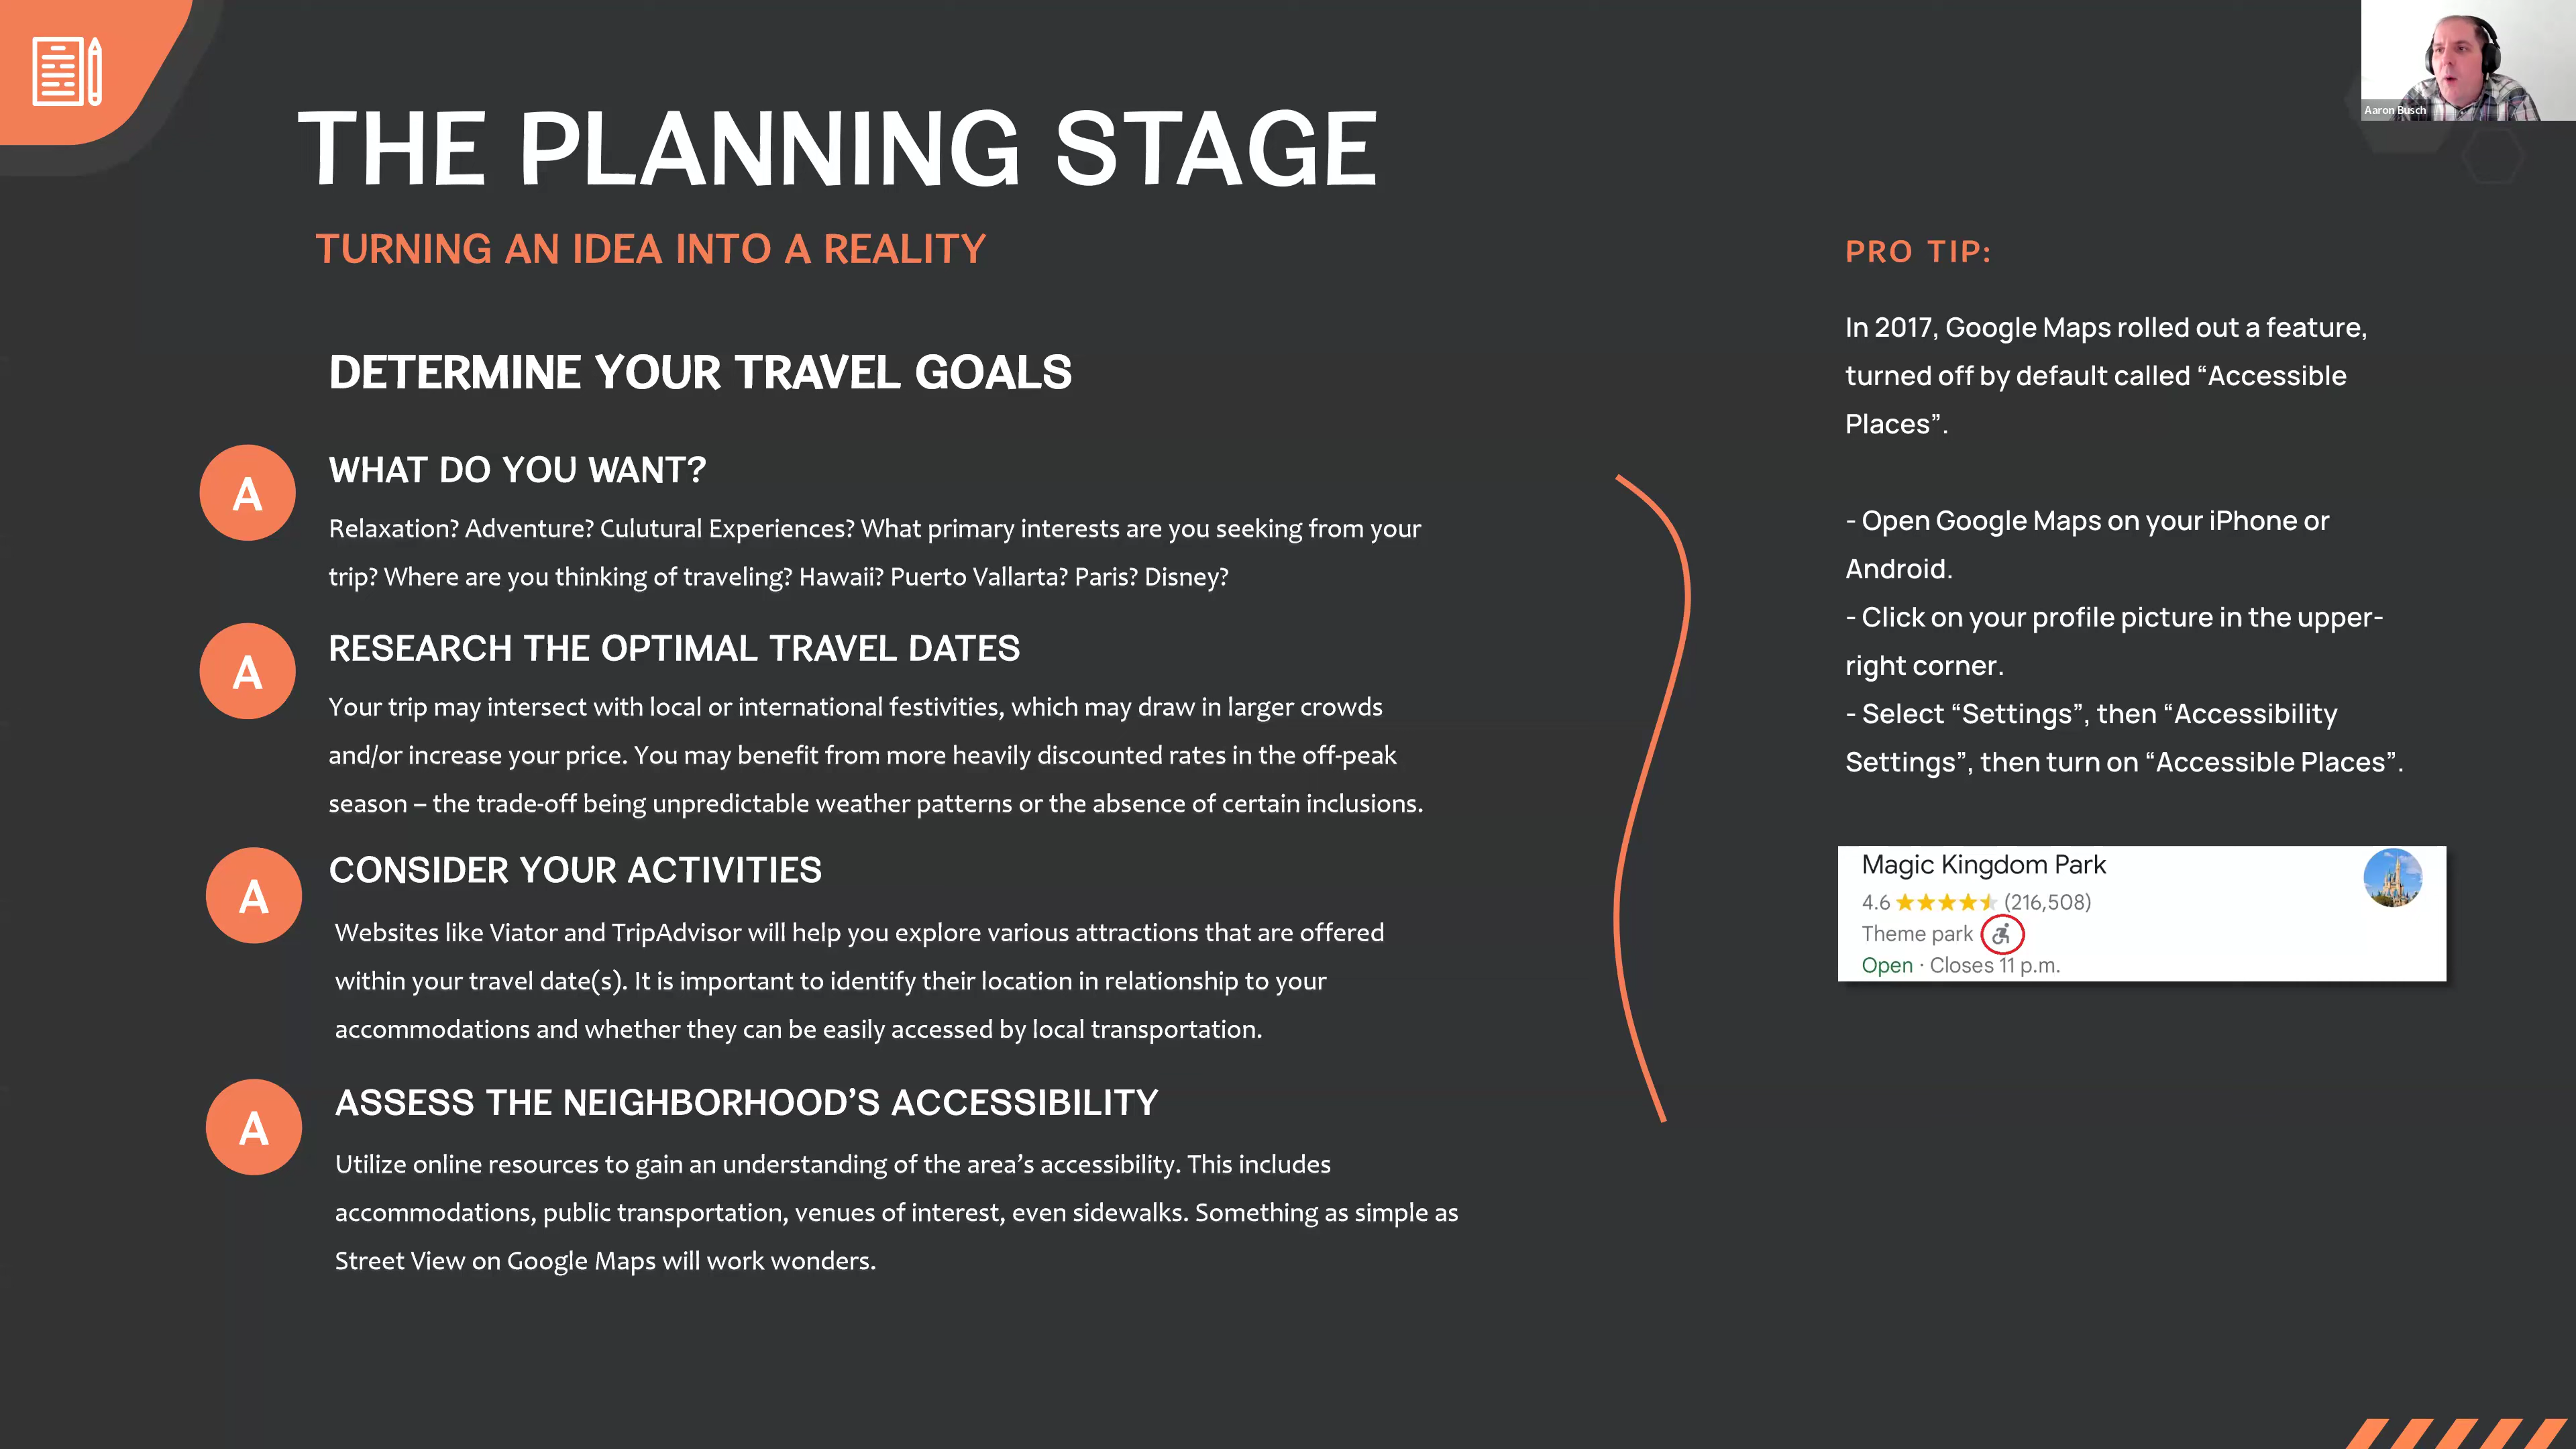 THE PLANNING STAGE
TURNING AN IDEA INTO A REALITY
DETERMINE YOUR TRAVEL GOALS
A
WHAT DO YOU WANT?
Relaxation? Adventure? Culutural Experiences? What primary interests are you seeking from your
trip? Where are you thinking of traveling? Hawaii? Puerto Vallarta? Paris? Disney?
A
RESEARCH THE OPTIMAL TRAVEL DATES
Your trip may intersect with local or international festivities, which may draw in larger crowds
and/or increase your price. You may benefit from more heavily discounted rates in the off-peak
season – the trade-off being unpredictable weather patterns or the absence of certain inclusions.
A
CONSIDER YOUR ACTIVITIES
Websites like Viator and TripAdvisor will help you explore various attractions that are offered
within your travel date(s). It is important to identify their location in relationship to your
accommodations and whether they can be easily accessed by local transportation.
A
ASSESS THE NEIGHBORHOOD’S ACCESSIBILITY
Utilize online resources to gain an understanding of the area’s accessibility. This includes
accommodations, public transportation, venues of interest, even sidewalks. Something as simple as
Street View on Google Maps will work wonders.
Aaron Busch
PRO TIP:
In 2017, Google Maps rolled out a feature,
turned off by default called “Accessible
Places”.
- Open Google Maps on your iPhone or
Android.
- Click on your profile picture in the upper-
right corner.
- Select “Settings”, then “Accessibility
Settings”, then turn on “Accessible Places”.
Magic Kingdom Park
4.6 (216,508)
Theme park
Open · Closes 11 p.m.